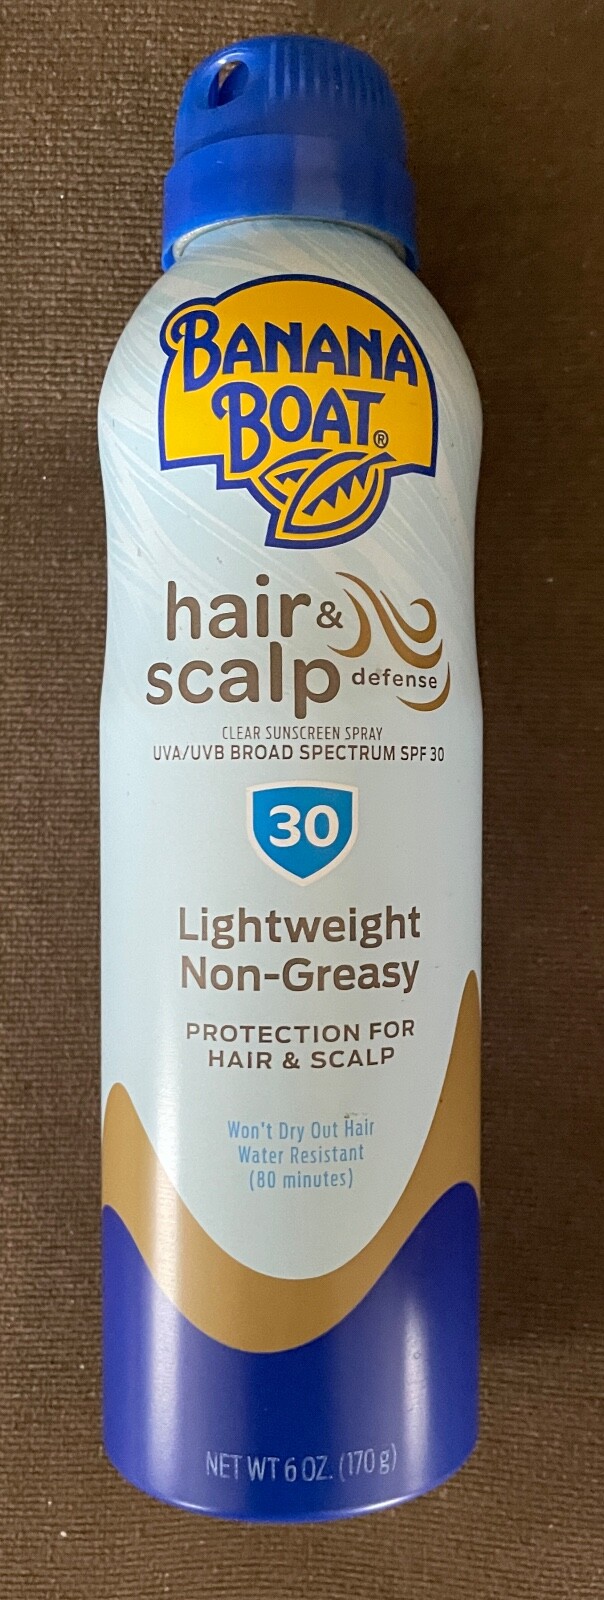 BANANA
BOAT®
hair &
scalp defense
CLEAR SUNSCREEN SPRAY
UVA/UVB BROAD SPECTRUM SPF 30
30
Lightweight
Non-Greasy
PROTECTION FOR
HAIR & SCALP
Won't Dry Out Hair
Water Resistant
(80 minutes)
NET WT 6 OZ. (170 g)